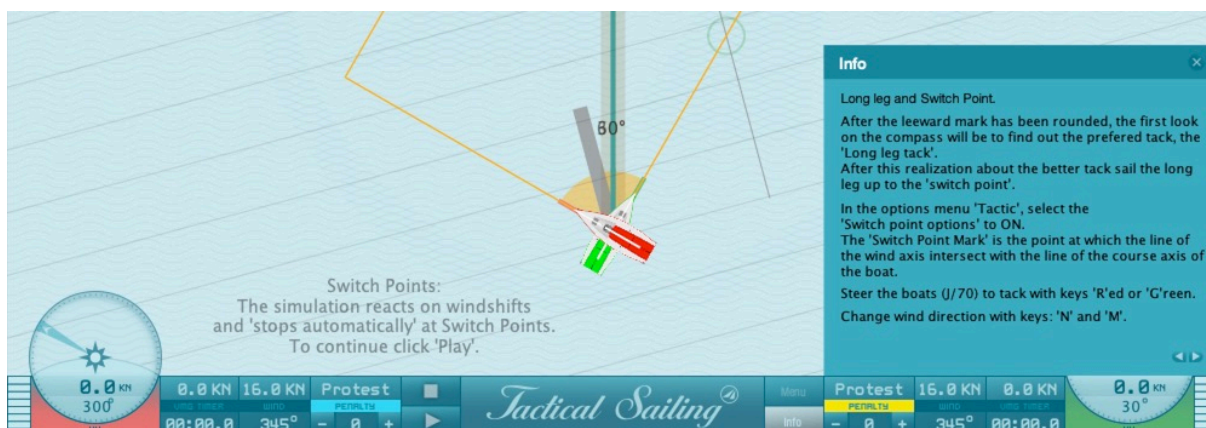 Info
Long leg and Switch Point.
After the leeward mark has been rounded, the first look
on the compass will be to find out the prefered tack, the
'Long leg tack'.
After this realization about the better tack sail the long
leg up to the 'switch point'.
In the options menu 'Tactic', select the
'Switch point options' to ON.
The 'Switch Point Mark' is the point at which the line of
the wind axis intersect with the line of the course axis of
the boat.
Steer the boats (J/70) to tack with keys 'R'ed or 'G'reen.
Change wind direction with keys: 'N' and 'M'.
Switch Points:
The simulation reacts on windshifts
and 'stops automatically' at Switch Points.
To continue click 'Play'.
0.0 KN
300°
0.0 KN 16.0 KN Protest
VMG TIMER WIND PENALTY
00:00.0 345° - 0 +
Tactical Sailing
Menu
Info
Protest 16.0 KN 0.0 KN
PENALTY WIND VMG TIMER
- 0 + 345° 00:00.0
0.0 KN
30°